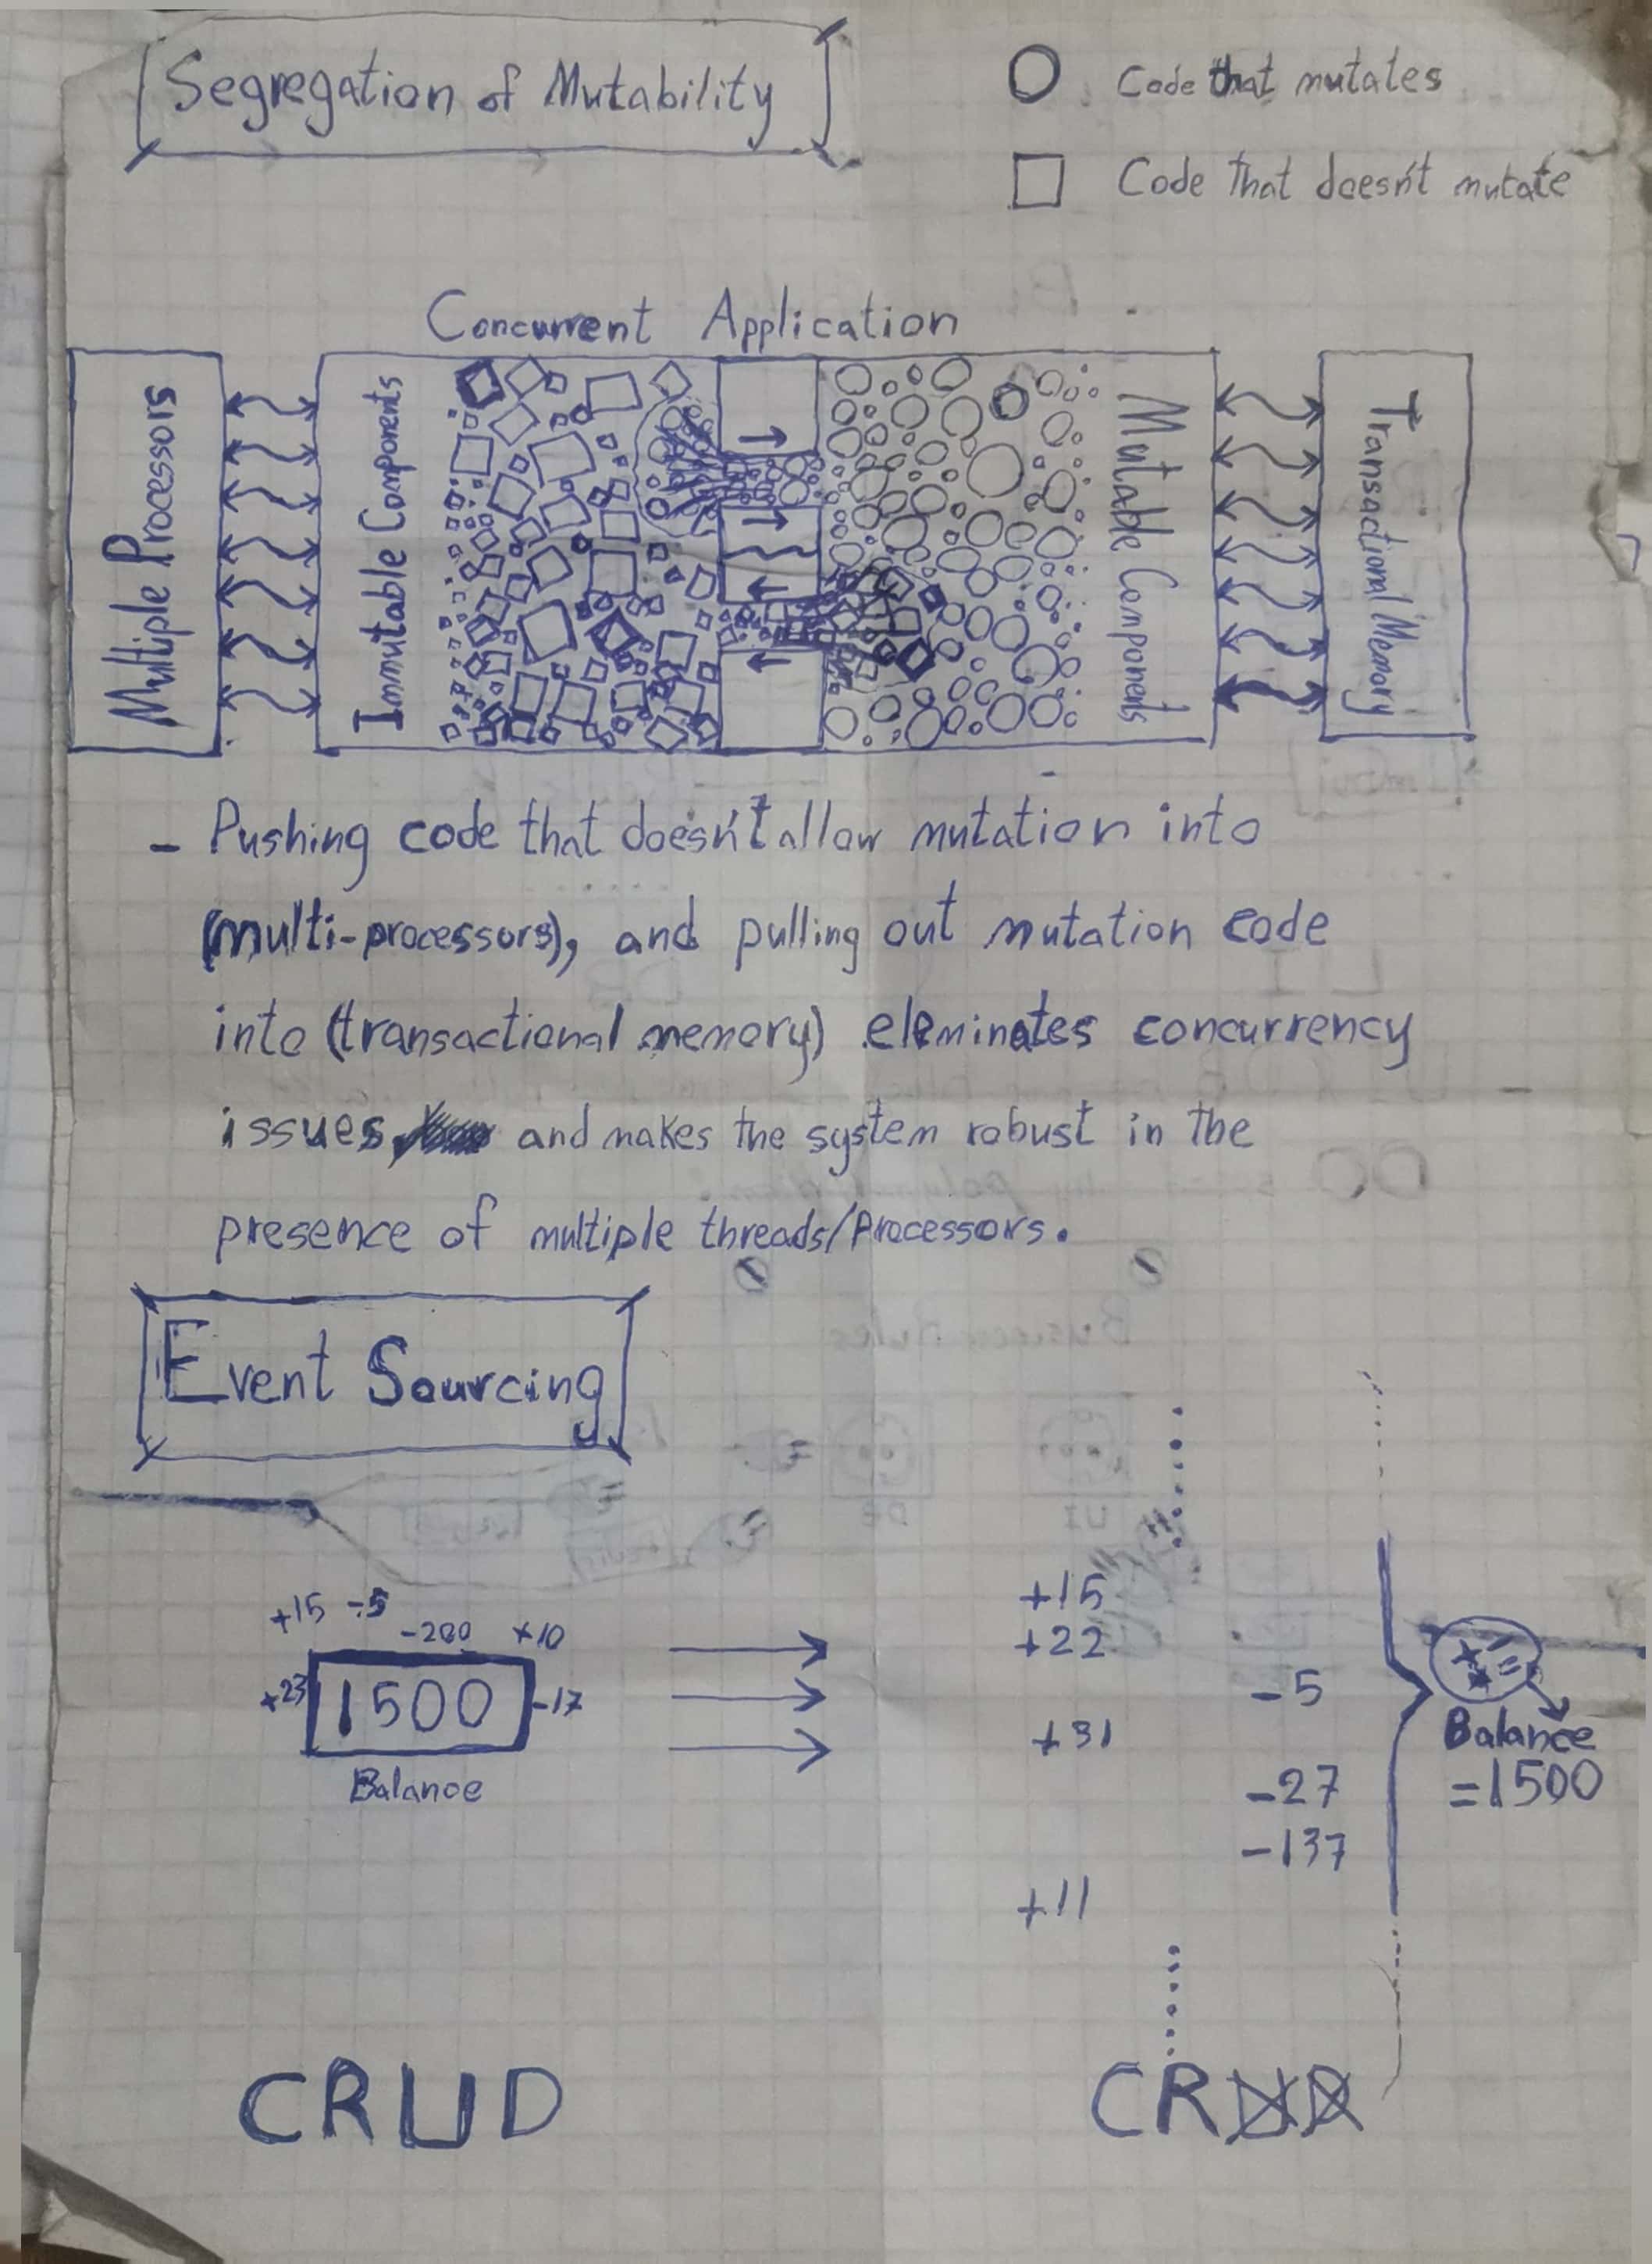 Segregation of Mutability
Code that mutates
Code that doesn't mutate
Concurrent Application
Multiple Processors
Immutable Components
Mutable Components
Transactional Memory
- Pushing code that doesn't allow mutation into
(multi-processors), and pulling out mutation code
into (transactional memory) eleminates concurrency
issues, and makes the system robust in the
presence of multiple threads/Processors.
Event Sourcing
+15 -5
-200 +10
+23 1500 -17
Balance
+15
+22
-5
+31
-27
-137
+11
Balance
=1500
CRUD
CRUD